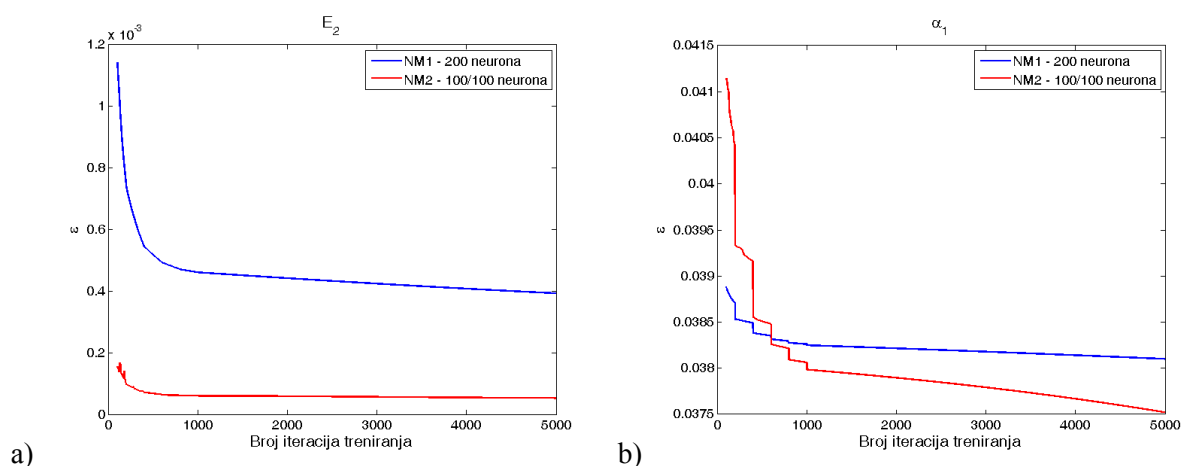 E₂
x 10⁻³
1.2
1
0.8
0.6
0.4
0.2
0
ε
NM1 - 200 neurona
NM2 - 100/100 neurona
0 1000 2000 3000 4000 5000
Broj iteracija treniranja
a)
α₁
0.0415
0.041
0.0405
0.04
0.0395
0.039
0.0385
0.038
0.0375
ε
NM1 - 200 neurona
NM2 - 100/100 neurona
0 1000 2000 3000 4000 5000
Broj iteracija treniranja
b)